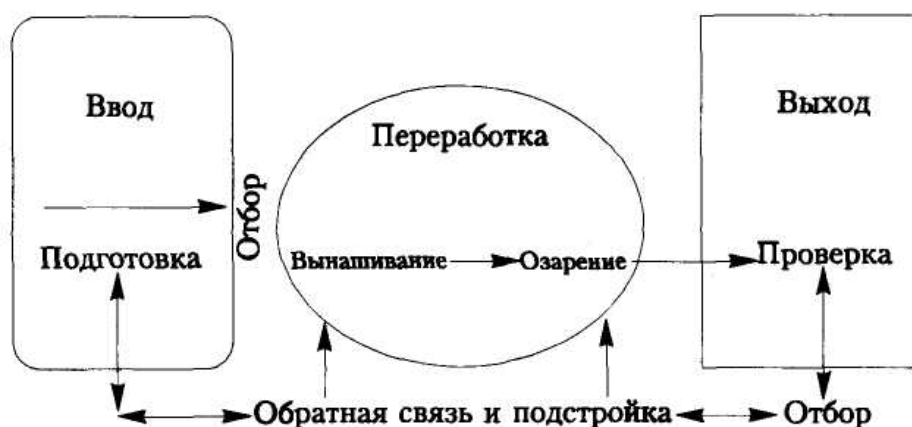 Ввод
Подготовка
Отбор
Переработка
Вынашивание
Озарение
Выход
Проверка
Обратная связь и подстройка
Отбор